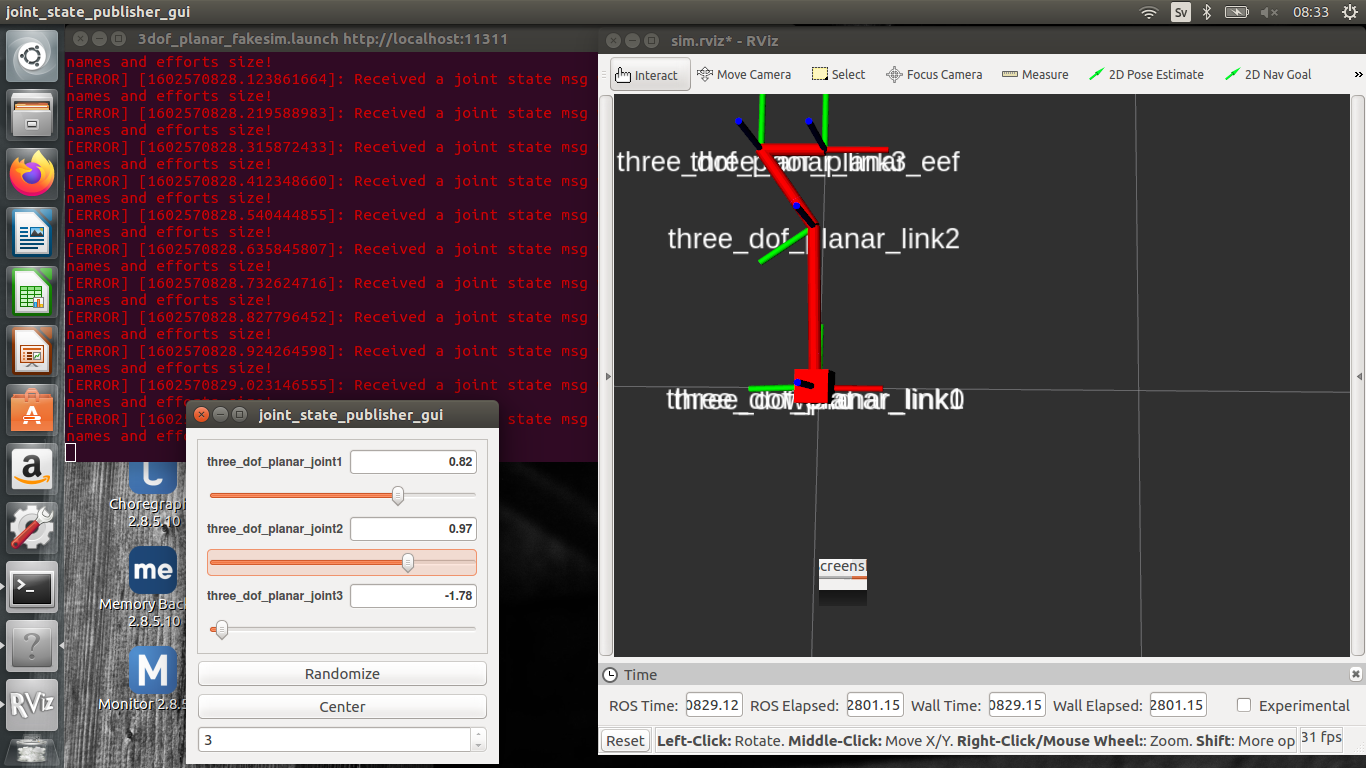 joint_state_publisher_gui
Sv
08:33
3dof_planar_fakesim.launch http://localhost:11311
names and efforts size!
[ERROR] [1602570828.123861664]: Received a joint state msg
names and efforts size!
[ERROR] [1602570828.219588983]: Received a joint state msg
names and efforts size!
[ERROR] [1602570828.315872433]: Received a joint state msg
names and efforts size!
[ERROR] [1602570828.412348660]: Received a joint state msg
names and efforts size!
[ERROR] [1602570828.540444855]: Received a joint state msg
names and efforts size!
[ERROR] [1602570828.635845807]: Received a joint state msg
names and efforts size!
[ERROR] [1602570828.732624716]: Received a joint state msg
names and efforts size!
[ERROR] [1602570828.827796452]: Received a joint state msg
names and efforts size!
[ERROR] [1602570828.924264598]: Received a joint state msg
names and efforts size!
[ERROR] [1602570829.023146555]: Received a joint state msg
names and effo
[ERROR] [1602 state msg
names and eff
joint_state_publisher_gui
three_dof_planar_joint1 0.82
three_dof_planar_joint2 0.97
three_dof_planar_joint3 -1.78
Randomize
Center
3
Choregraph
2.8.5.10
me
Memory Bac
2.8.5.10
M
Monitor 2.8.5
RViz
sim.rviz* - RViz
Interact Move Camera Select Focus Camera Measure 2D Pose Estimate 2D Nav Goal »
three_dof_planar_link2
creens
Time
ROS Time: 0829.12 ROS Elapsed: 2801.15 Wall Time: 0829.15 Wall Elapsed: 2801.15 Experimental
Reset Left-Click: Rotate. Middle-Click: Move X/Y. Right-Click/Mouse Wheel:: Zoom. Shift: More op 31 fps